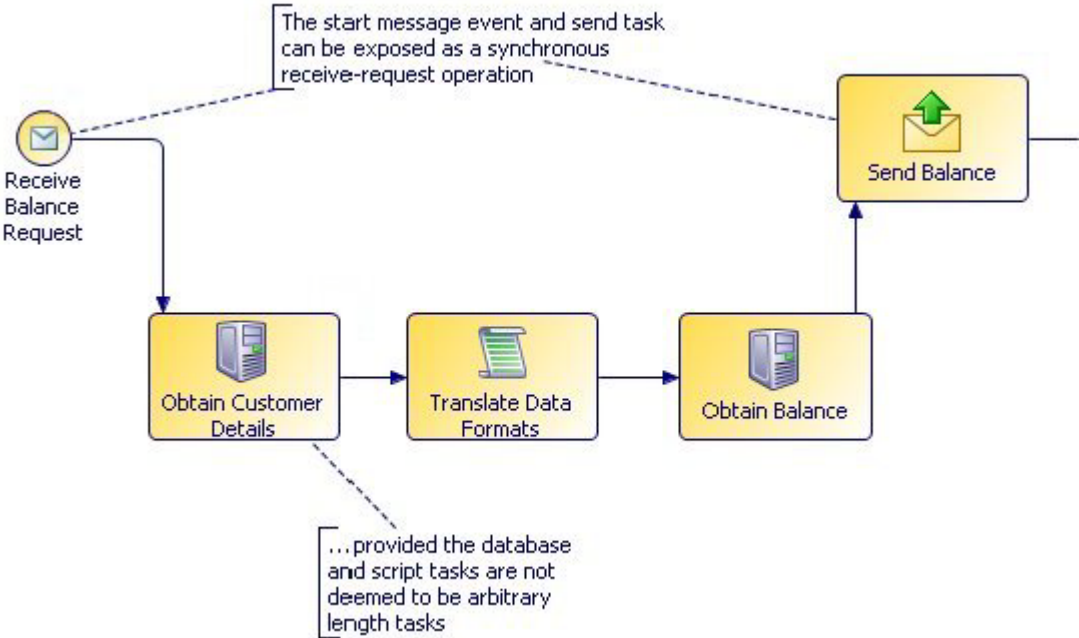 The start message event and send task
can be exposed as a synchronous
receive-request operation
Receive
Balance
Request
Send Balance
Obtain Customer
Details
Translate Data
Formats
Obtain Balance
...provided the database
and script tasks are not
deemed to be arbitrary
length tasks